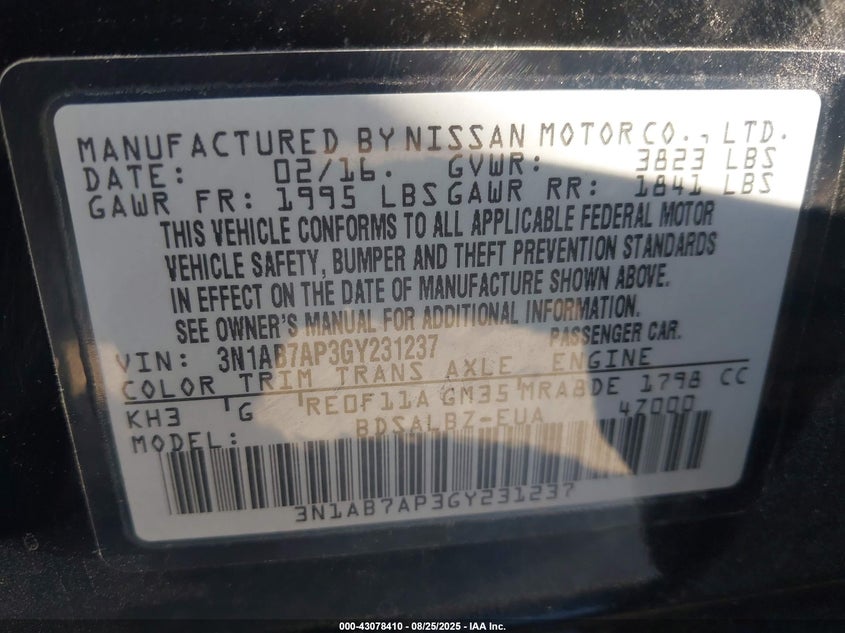 MANUFACTURED BY NISSAN MOTOR CO., LTD.
DATE: 02/16. GVWR: 3823 LBS
GAWR FR: 1995 LBS GAWR RR: 1841 LBS
THIS VEHICLE CONFORMS TO ALL APPLICABLE FEDERAL MOTOR
VEHICLE SAFETY, BUMPER AND THEFT PREVENTION STANDARDS
IN EFFECT ON THE DATE OF MANUFACTURE SHOWN ABOVE.
SEE OWNER'S MANUAL FOR ADDITIONAL INFORMATION.
VIN: 3N1AB7AP3GY231237 PASSENGER CAR.
COLOR TRIM TRANS AXLE ENGINE
KH3 G RE0F11A GM35 MRA8DE 1798 CC
MODEL: BDSALBZ-EUA 47000
3N1AB7AP3GY231237
000-43078410 - 08/25/2025 - IAA Inc.